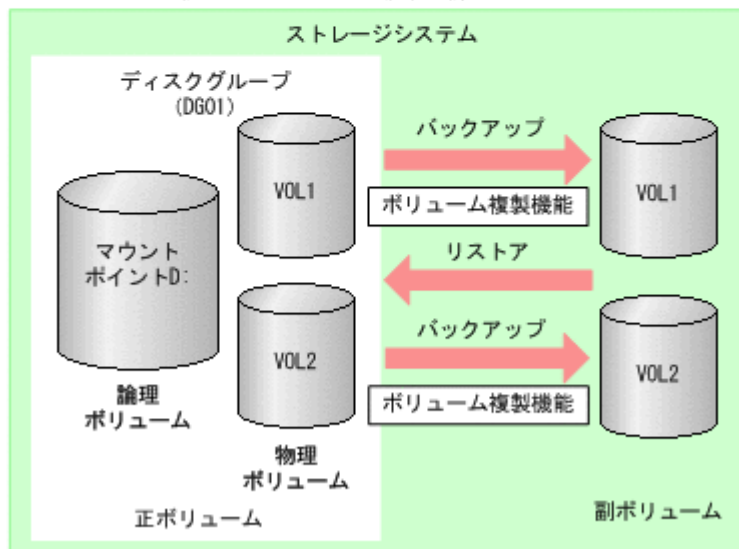 ストレージシステム
ディスクグループ
(DG01)
バックアップ
VOL1
VOL1
ボリューム複製機能
マウント
ポイントD:
リストア
バックアップ
VOL2
VOL2
ボリューム複製機能
論理
ボリューム
物理
ボリューム
正ボリューム
副ボリューム